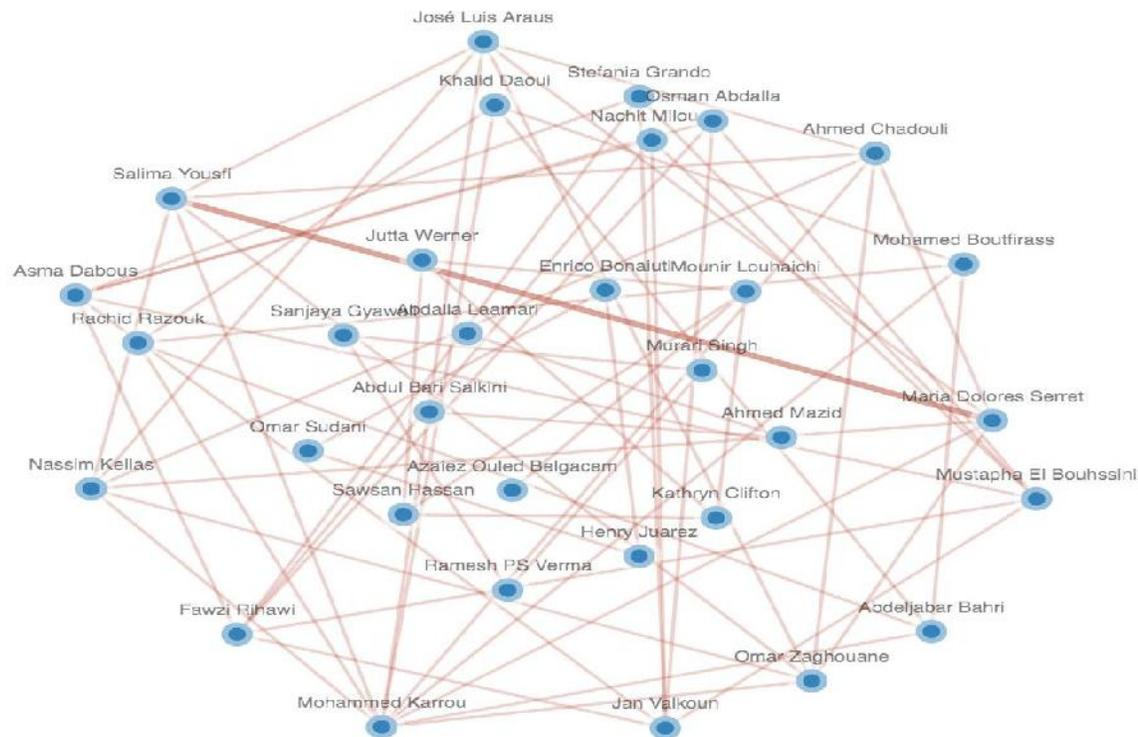 José Luis Araus
Stefania Grando
Khalid Daoui
Osman Abdalla
Nachit Milou
Ahmed Chadouli
Salima Yousfi
Jutta Werner
Mohamed Boutfirass
Asma Dabous
Enrico Bonaiuti
Mounir Louhaichi
Rachid Razouk
Sanjaya Gyawali
Abdalla Laamari
Murari Singh
Abdul Bari Salkini
Maria Dolores Serret
Ahmed Mazid
Omar Sudani
Nassim Kellas
Azaiez Ouled Belgacem
Mustapha El Bouhssini
Sawsan Hassan
Kathryn Clifton
Henry Juarez
Ramesh PS Verma
Fawzi Rihawi
Abdeljabar Bahri
Omar Zaghouane
Mohammed Karrou
Jan Valkoun